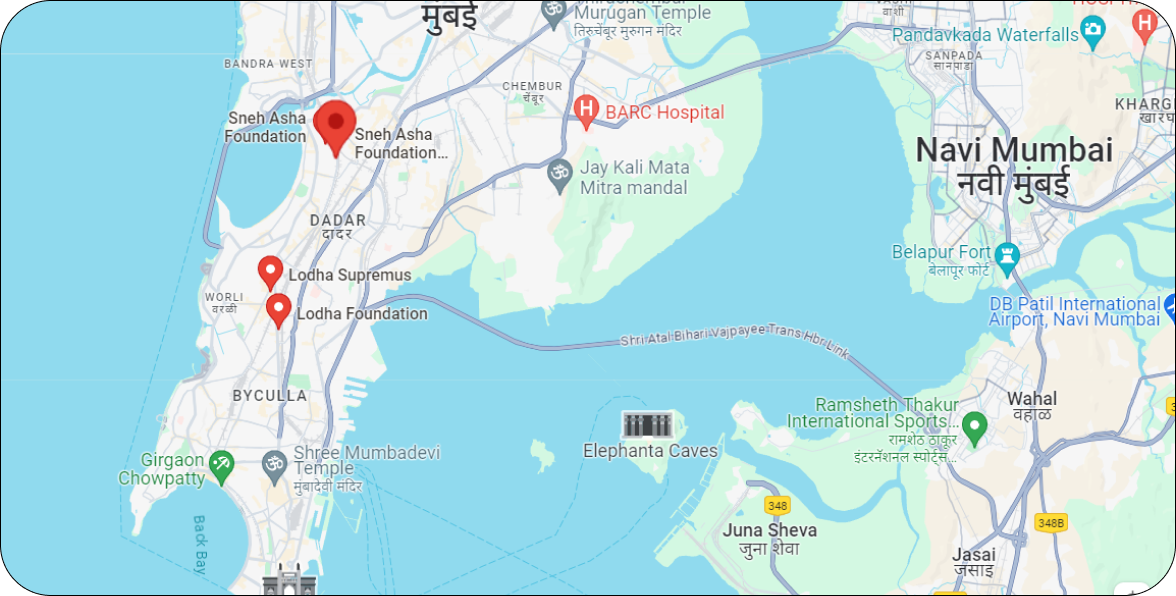 मुंबई
Murugan Temple
तिरुचेंबूर मुरुगन मंदिर
वाशी
Pandavkada Waterfalls
SANPADA
सानपाडा
BANDRA WEST
CHEMBUR
चेंबूर
BARC Hospital
Sneh Asha
Foundation
Sneh Asha
Foundation...
Jay Kali Mata
Mitra mandal
KHARG
खारघ
Navi Mumbai
नवी मुंबई
DADAR
दादर
Belapur Fort
बेलापूर फोर्ट
Lodha Supremus
WORLI
वरळी
Lodha Foundation
DB Patil International
Airport, Navi Mumbai
Shri Atal Bihari Vajpayee Trans Hbr Link
BYCULLA
Wahal
वहाळ
Ramsheth Thakur
International Sports...
रामशेठ ठाकूर
इंटरनॅशनल स्पोर्ट्स...
Elephanta Caves
Girgaon
Chowpatty
Shree Mumbadevi
Temple
मुंबादेवी मंदिर
348
348B
Juna Sheva
जुना शेवा
Back Bay
Jasai
जसाई